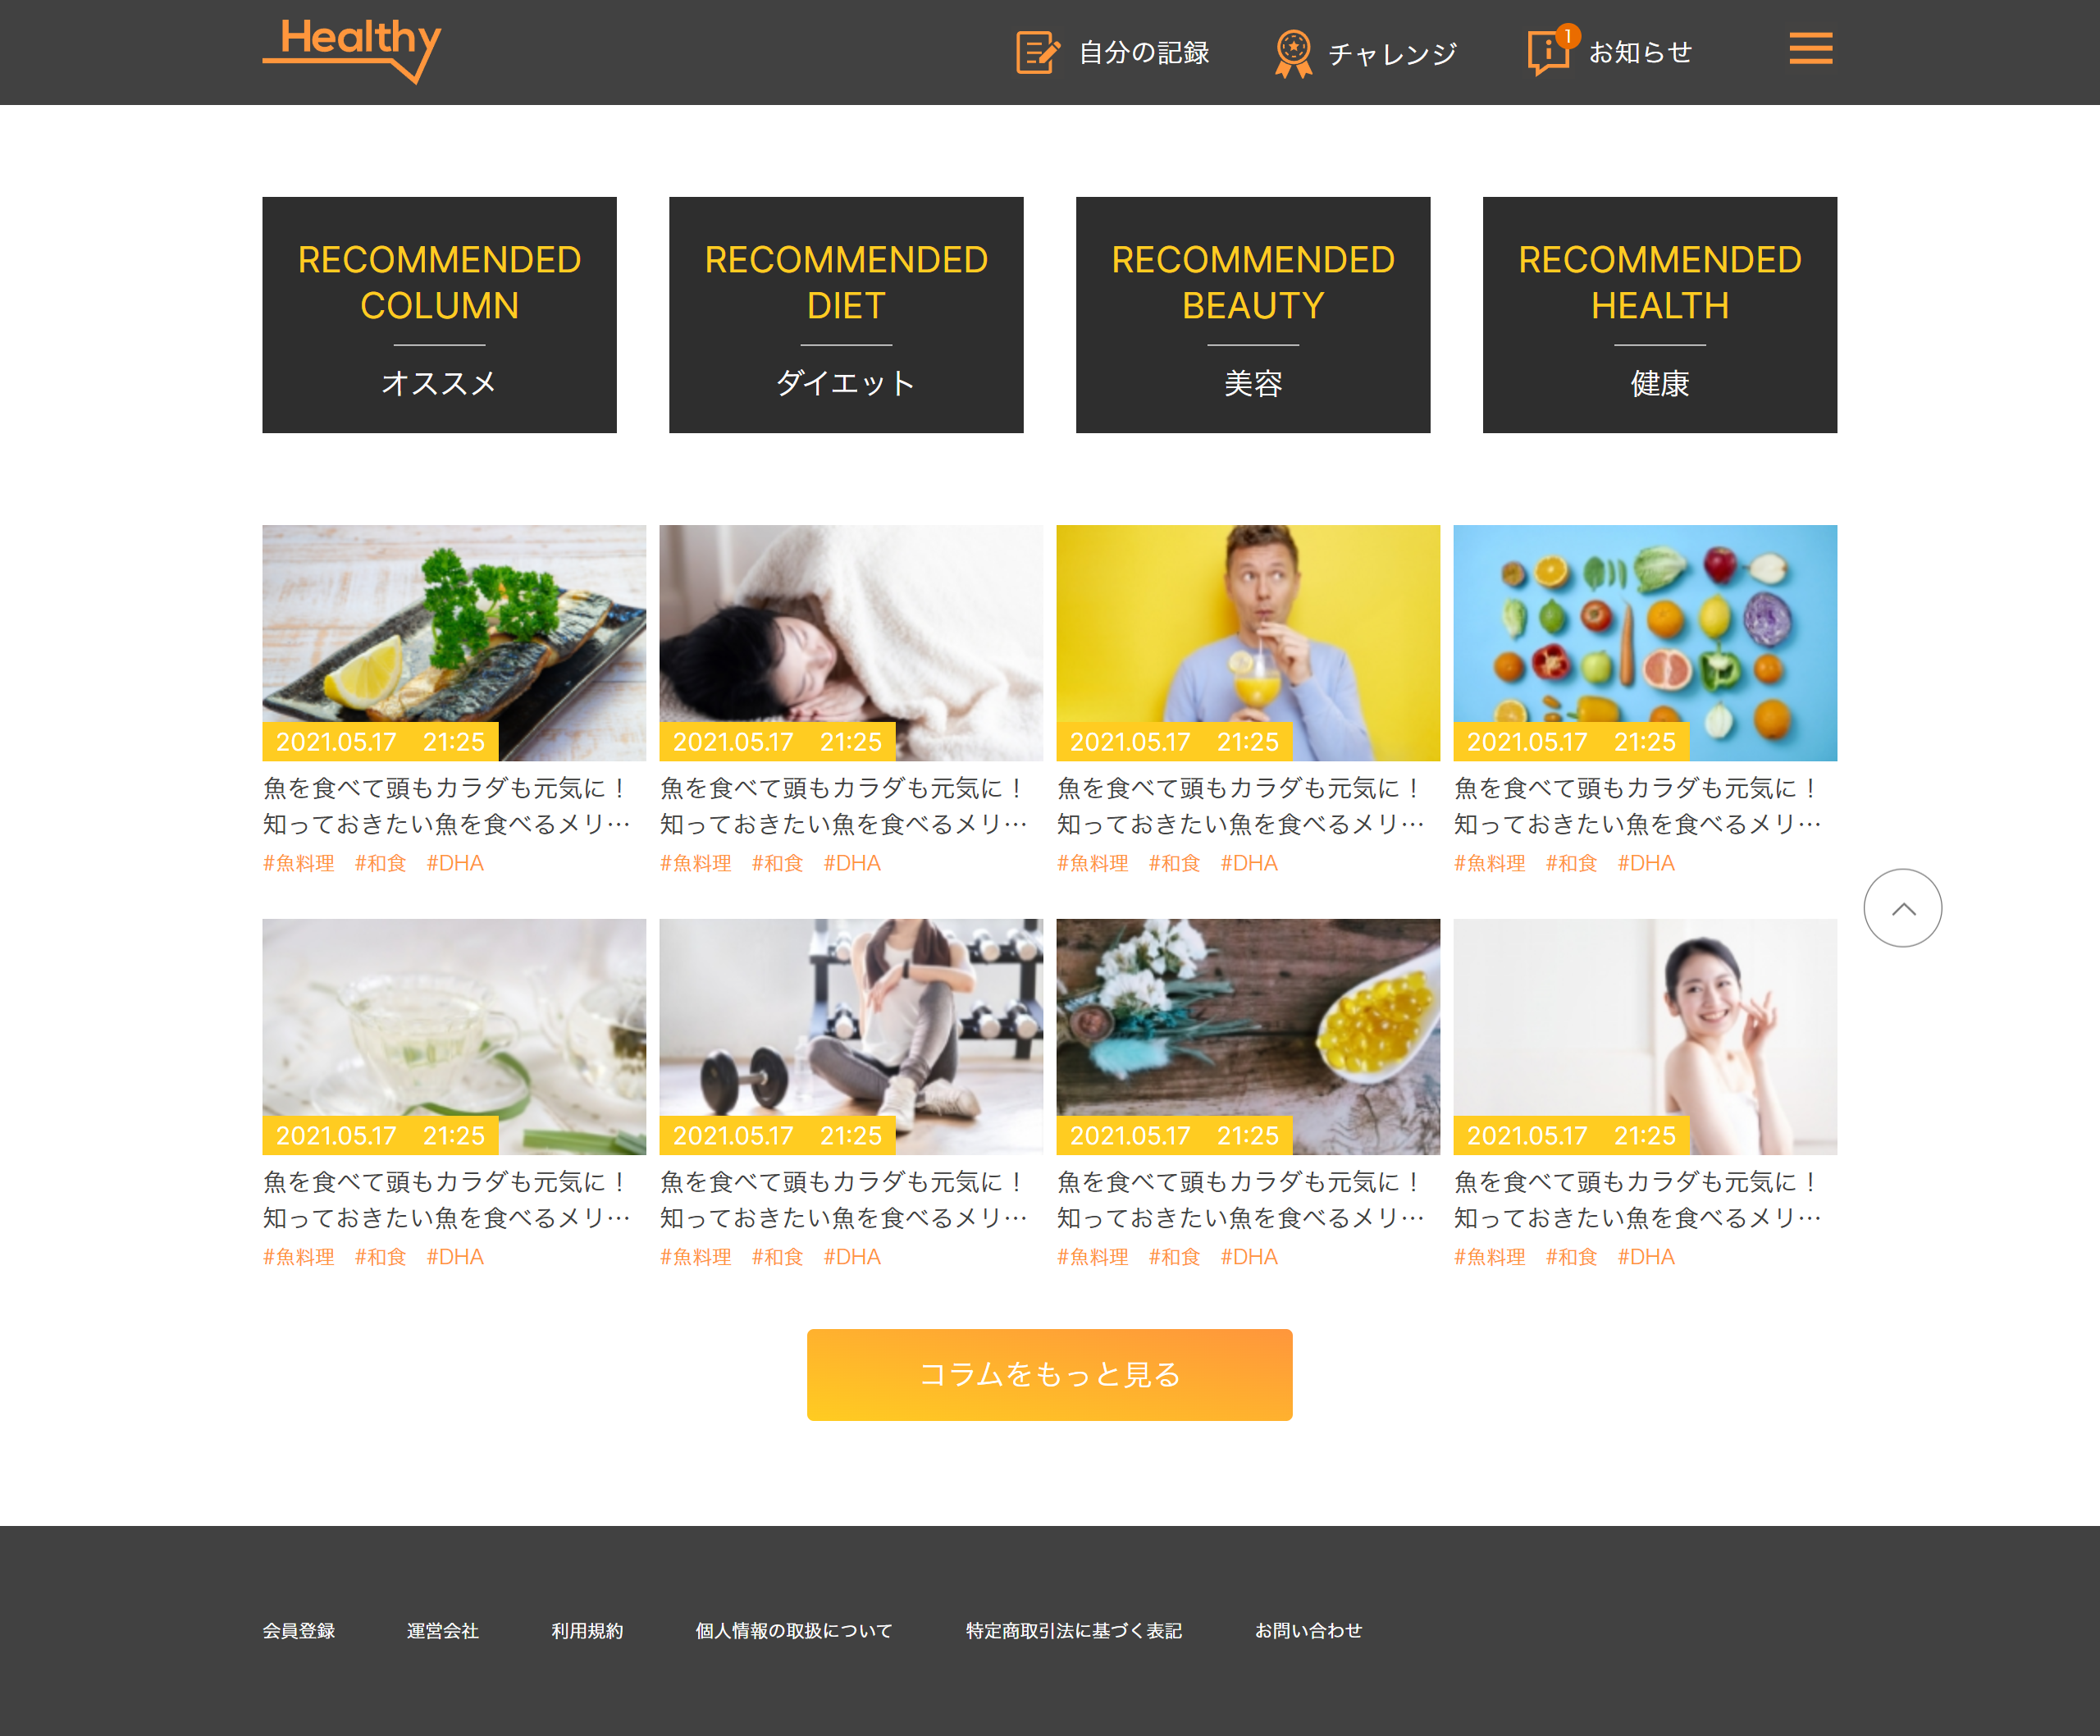 Healthy
自分の記録
チャレンジ
1
お知らせ
RECOMMENDED
COLUMN
オススメ
RECOMMENDED
DIET
ダイエット
RECOMMENDED
BEAUTY
美容
RECOMMENDED
HEALTH
健康
2021.05.17 21:25
魚を食べて頭もカラダも元気に！
知っておきたい魚を食べるメリ…
#魚料理 #和食 #DHA
2021.05.17 21:25
魚を食べて頭もカラダも元気に！
知っておきたい魚を食べるメリ…
#魚料理 #和食 #DHA
2021.05.17 21:25
魚を食べて頭もカラダも元気に！
知っておきたい魚を食べるメリ…
#魚料理 #和食 #DHA
2021.05.17 21:25
魚を食べて頭もカラダも元気に！
知っておきたい魚を食べるメリ…
#魚料理 #和食 #DHA
2021.05.17 21:25
魚を食べて頭もカラダも元気に！
知っておきたい魚を食べるメリ…
#魚料理 #和食 #DHA
2021.05.17 21:25
魚を食べて頭もカラダも元気に！
知っておきたい魚を食べるメリ…
#魚料理 #和食 #DHA
2021.05.17 21:25
魚を食べて頭もカラダも元気に！
知っておきたい魚を食べるメリ…
#魚料理 #和食 #DHA
2021.05.17 21:25
魚を食べて頭もカラダも元気に！
知っておきたい魚を食べるメリ…
#魚料理 #和食 #DHA
コラムをもっと見る
会員登録
運営会社
利用規約
個人情報の取扱について
特定商取引法に基づく表記
お問い合わせ